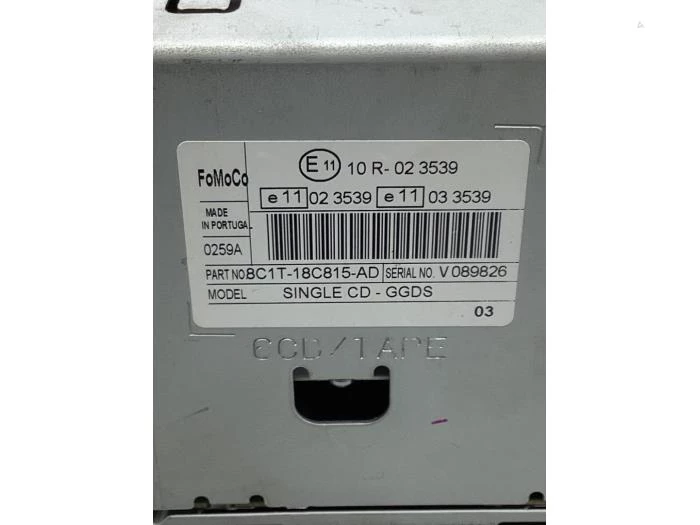 FoMoCo
E 11 10 R- 02 3539
e 11 02 3539 e 11 03 3539
MADE
IN PORTUGAL
0259A
PART NO 8C1T-18C815-AD SERIAL NO. V 089826
MODEL SINGLE CD - GGDS
03
6CD/TAPE